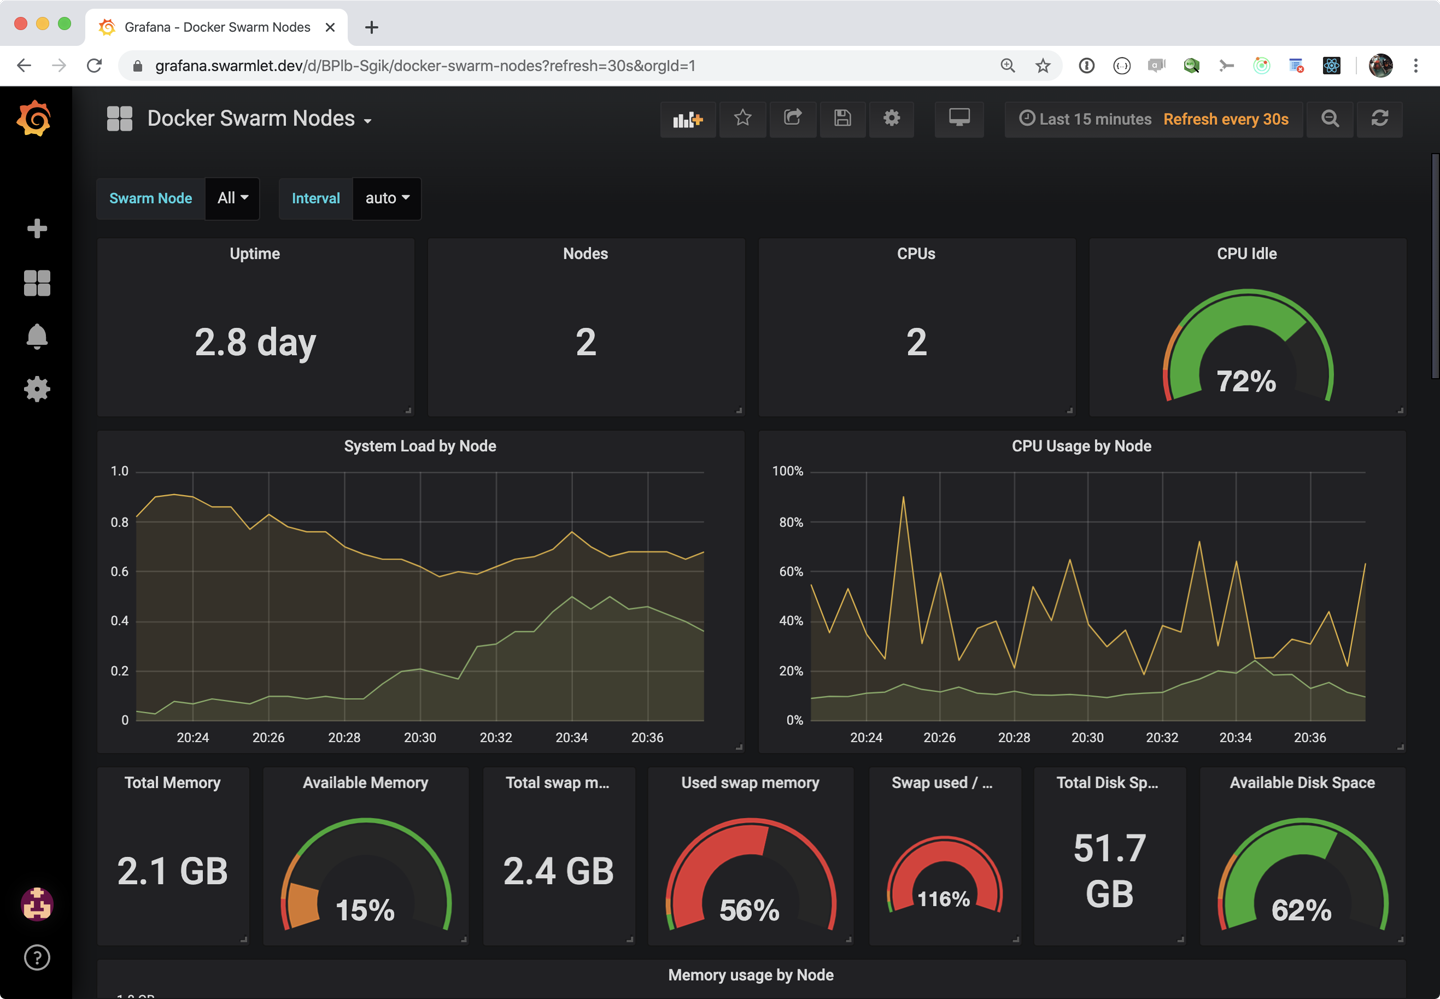 Grafana - Docker Swarm Nodes
grafana.swarmlet.dev/d/BPlb-Sgik/docker-swarm-nodes?refresh=30s&orgId=1
Docker Swarm Nodes
Last 15 minutes Refresh every 30s
Swarm Node All Interval auto
Uptime
2.8 day
Nodes
2
CPUs
2
CPU Idle
72%
System Load by Node
1.0
0.8
0.6
0.4
0.2
0
20:24 20:26 20:28 20:30 20:32 20:34 20:36
CPU Usage by Node
100%
80%
60%
40%
20%
0%
20:24 20:26 20:28 20:30 20:32 20:34 20:36
Total Memory
2.1 GB
Available Memory
15%
Total swap m...
2.4 GB
Used swap memory
56%
Swap used / ...
116%
Total Disk Sp...
51.7
GB
Available Disk Space
62%
Memory usage by Node